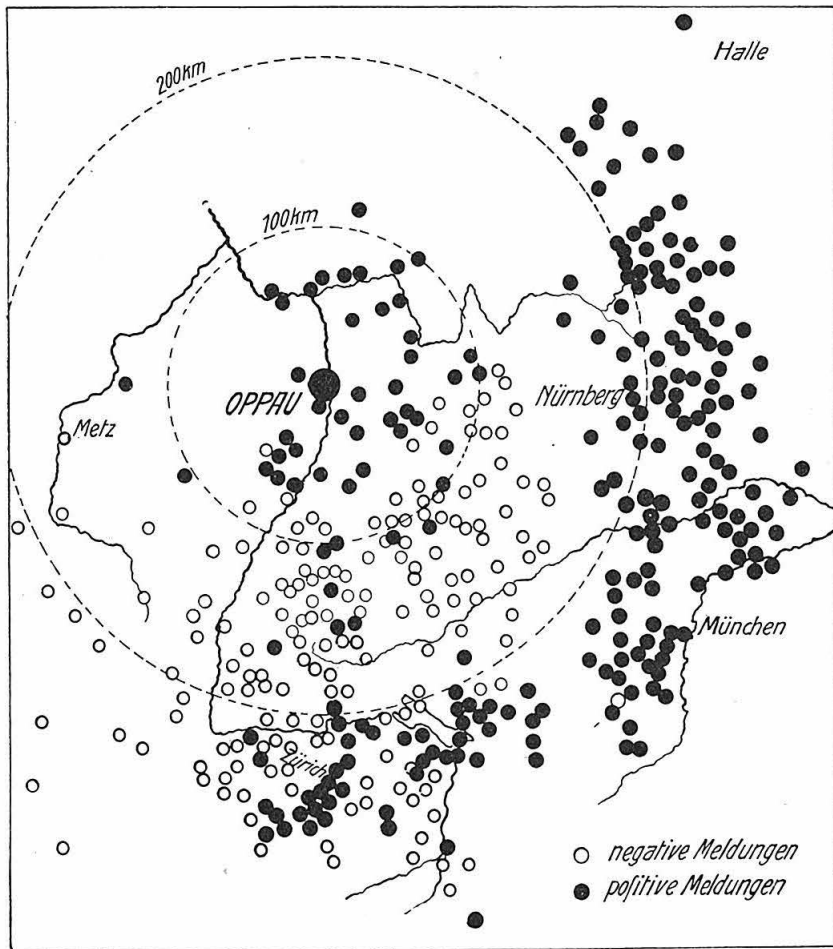 Halle
200km
100km
OPPAU
Nürnberg
Metz
München
Zürich
negative Meldungen
poſitive Meldungen